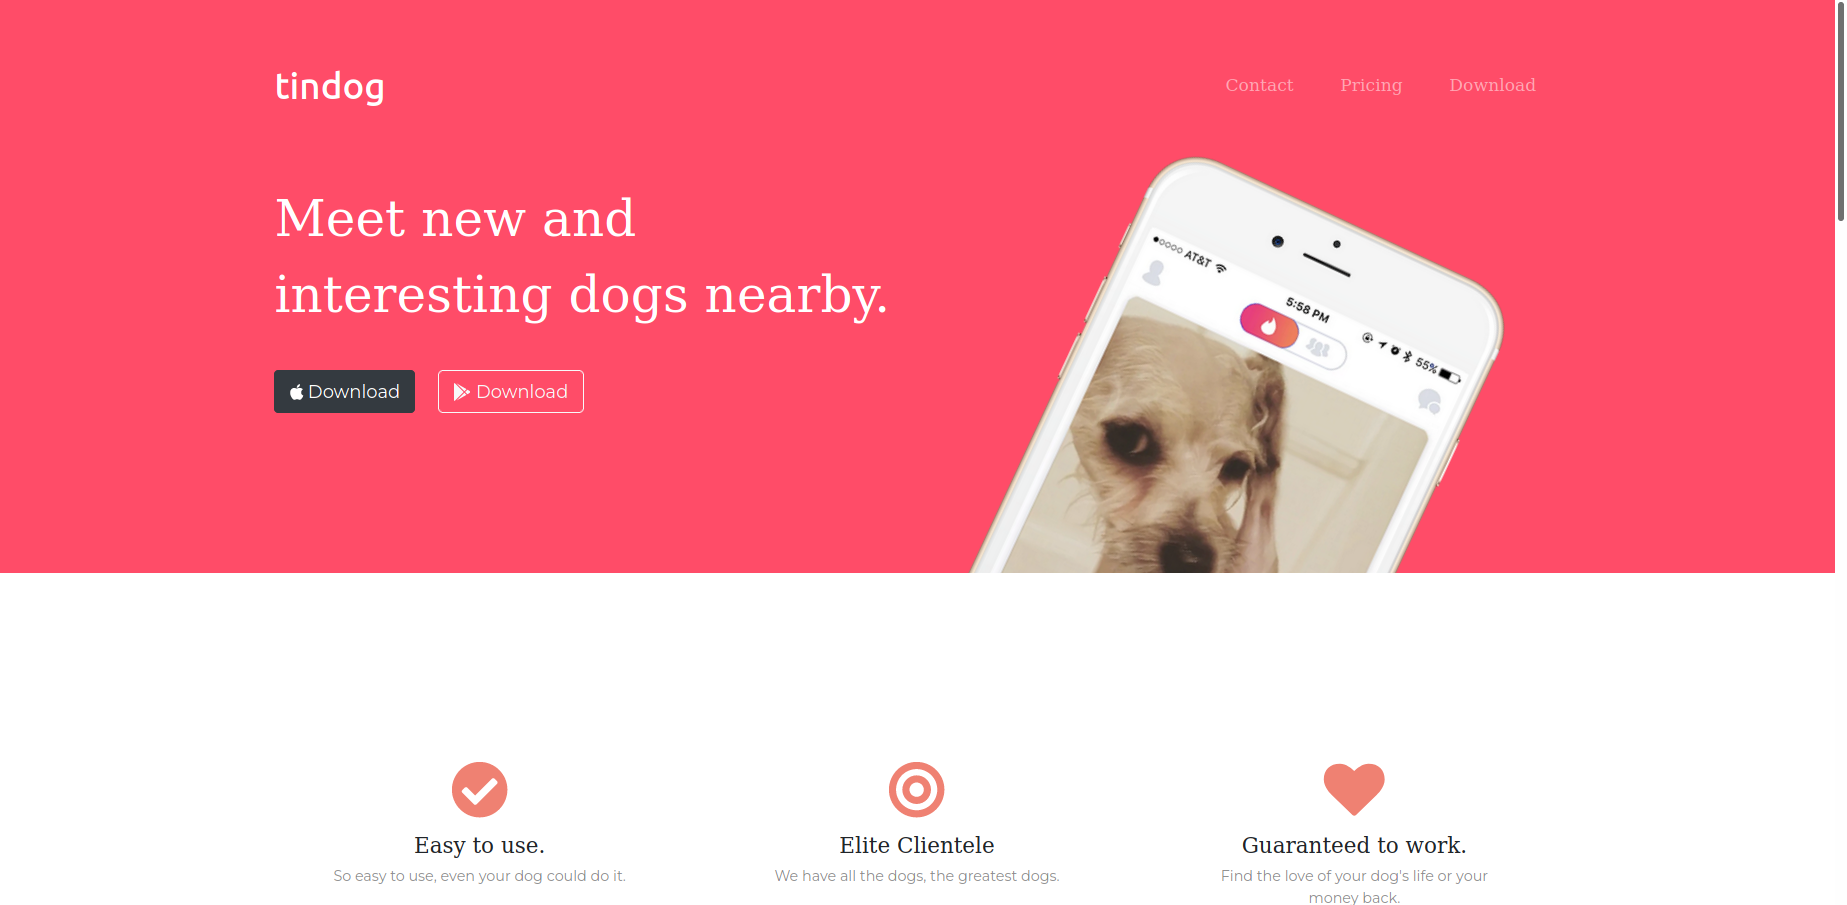 tindog
Contact Pricing Download
Meet new and
interesting dogs nearby.
Download Download
AT&T 5:58 PM 55%
Easy to use.
So easy to use, even your dog could do it.
Elite Clientele
We have all the dogs, the greatest dogs.
Guaranteed to work.
Find the love of your dog's life or your
money back.